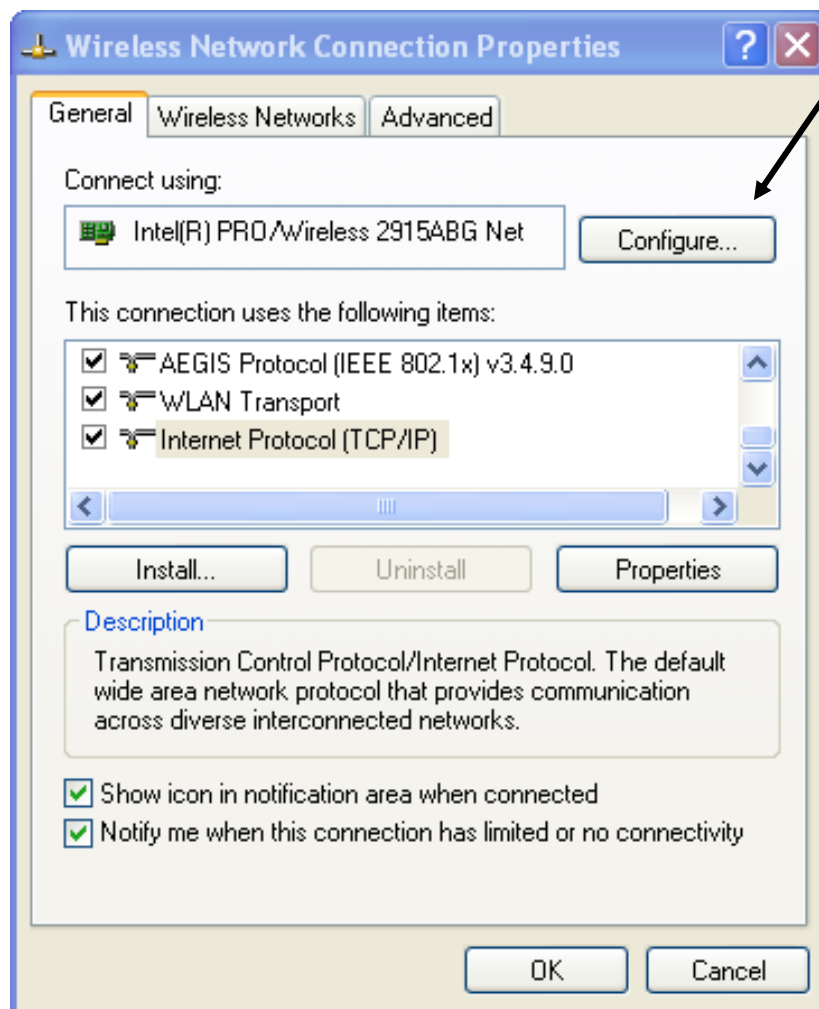 Wireless Network Connection Properties
General Wireless Networks Advanced
Connect using:
Intel(R) PRO/Wireless 2915ABG Net Configure...
This connection uses the following items:
AEGIS Protocol (IEEE 802.1x) v3.4.9.0
WLAN Transport
Internet Protocol (TCP/IP)
Install... Uninstall Properties
Description
Transmission Control Protocol/Internet Protocol. The default
wide area network protocol that provides communication
across diverse interconnected networks.
Show icon in notification area when connected
Notify me when this connection has limited or no connectivity
OK Cancel